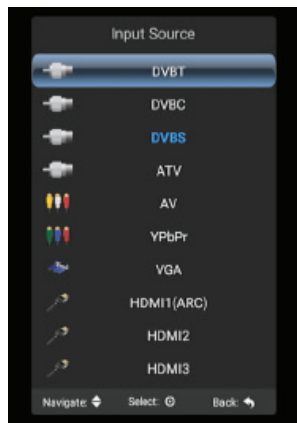 Input Source
DVBT
DVBC
DVBS
ATV
AV
YPbPr
VGA
HDMI1(ARC)
HDMI2
HDMI3
Navigate: Select: Back: